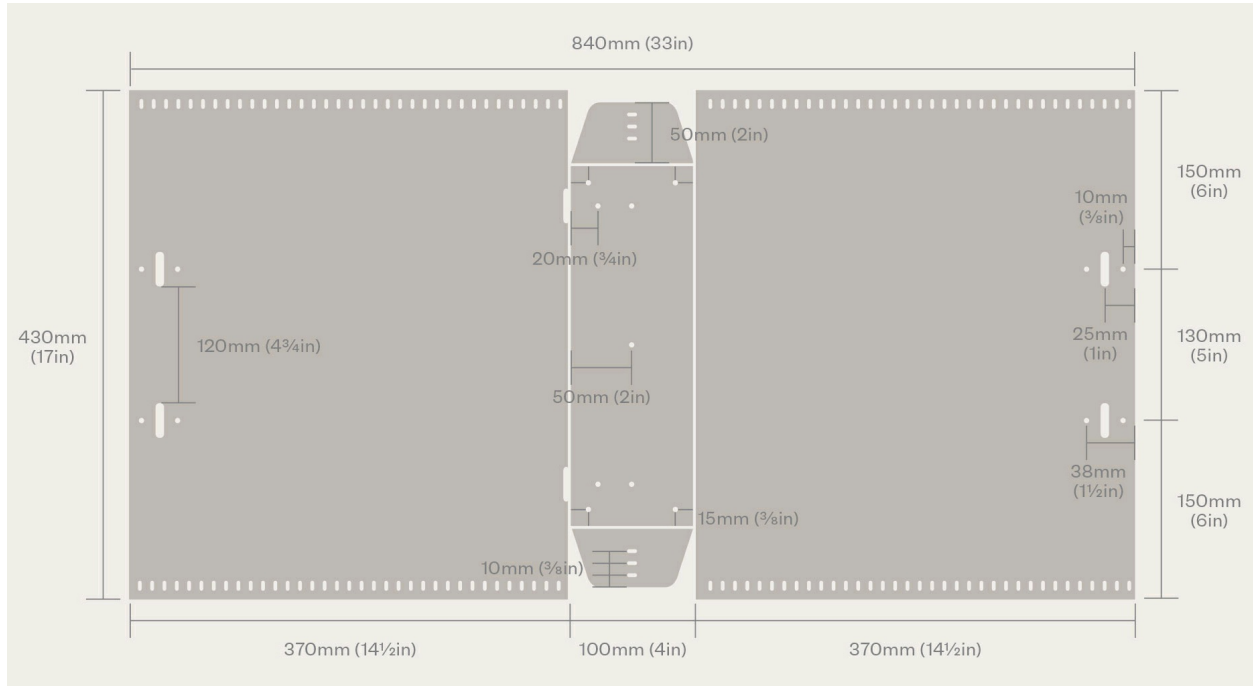 840mm (33in)
50mm (2in)
150mm
(6in)
10mm
(⅜in)
20mm (¾in)
430mm
(17in)
120mm (4¾in)
25mm
(1in)
130mm
(5in)
50mm (2in)
38mm
(1½in)
150mm
(6in)
15mm (⅜in)
10mm (⅜in)
370mm (14½in)
100mm (4in)
370mm (14½in)